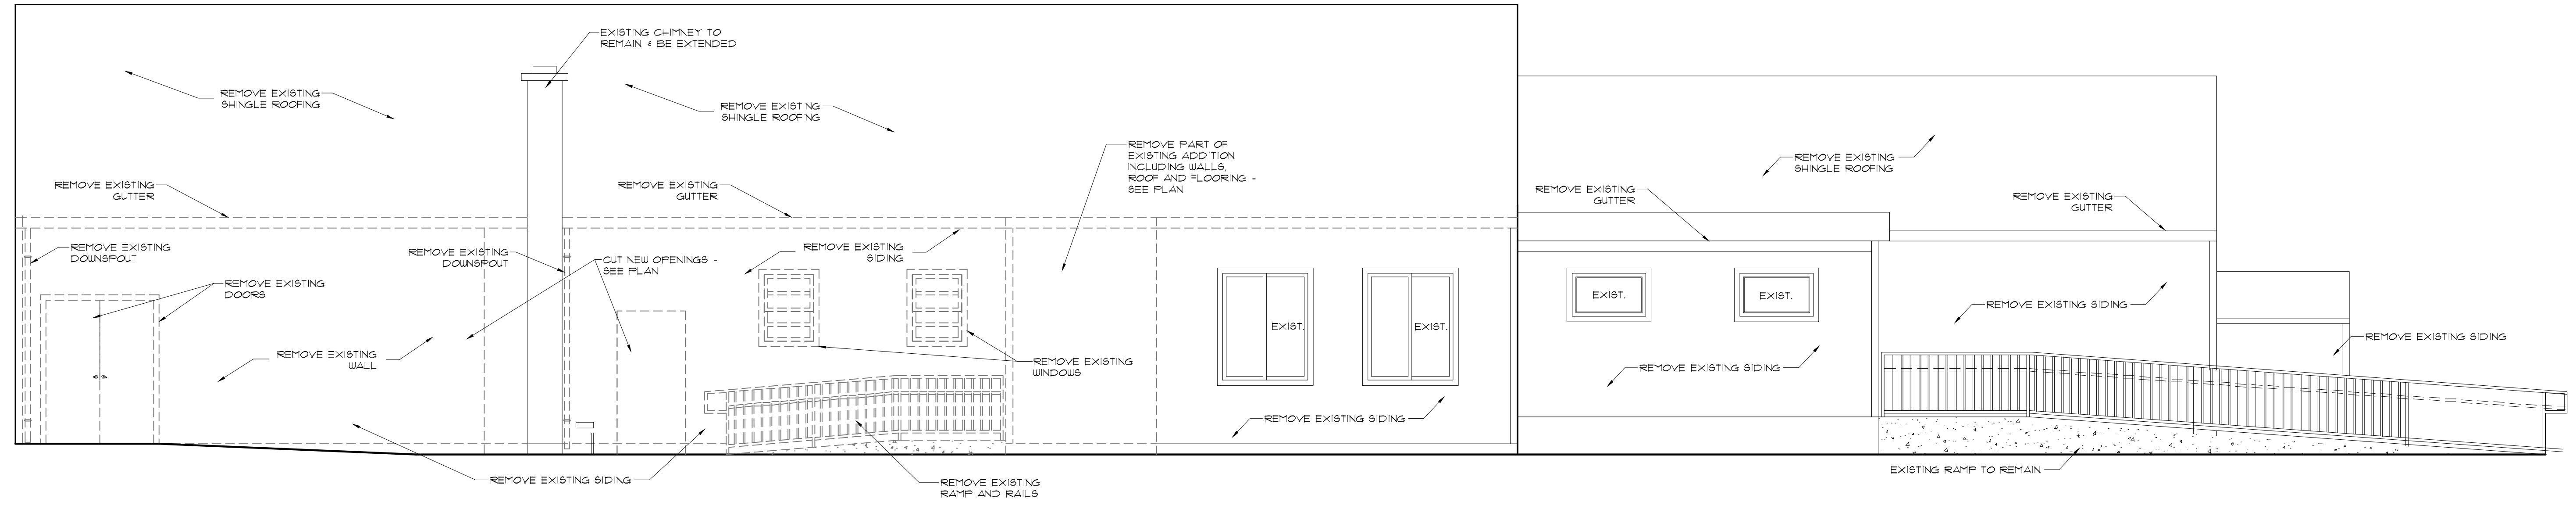 EXISTING CHIMNEY TO
REMAIN & BE EXTENDED
REMOVE EXISTING
SHINGLE ROOFING
REMOVE EXISTING
SHINGLE ROOFING
REMOVE PART OF
EXISTING ADDITION
INCLUDING WALLS,
ROOF AND FLOORING -
SEE PLAN
REMOVE EXISTING
SHINGLE ROOFING
REMOVE EXISTING
GUTTER
REMOVE EXISTING
GUTTER
REMOVE EXISTING
GUTTER
REMOVE EXISTING
GUTTER
REMOVE EXISTING
DOWNSPOUT
REMOVE EXISTING
DOWNSPOUT
CUT NEW OPENINGS -
SEE PLAN
REMOVE EXISTING
SIDING
REMOVE EXISTING
DOORS
EXIST.
EXIST.
REMOVE EXISTING SIDING
EXIST.
EXIST.
REMOVE EXISTING SIDING
REMOVE EXISTING
WALL
REMOVE EXISTING
WINDOWS
REMOVE EXISTING SIDING
REMOVE EXISTING SIDING
REMOVE EXISTING SIDING
REMOVE EXISTING
RAMP AND RAILS
EXISTING RAMP TO REMAIN